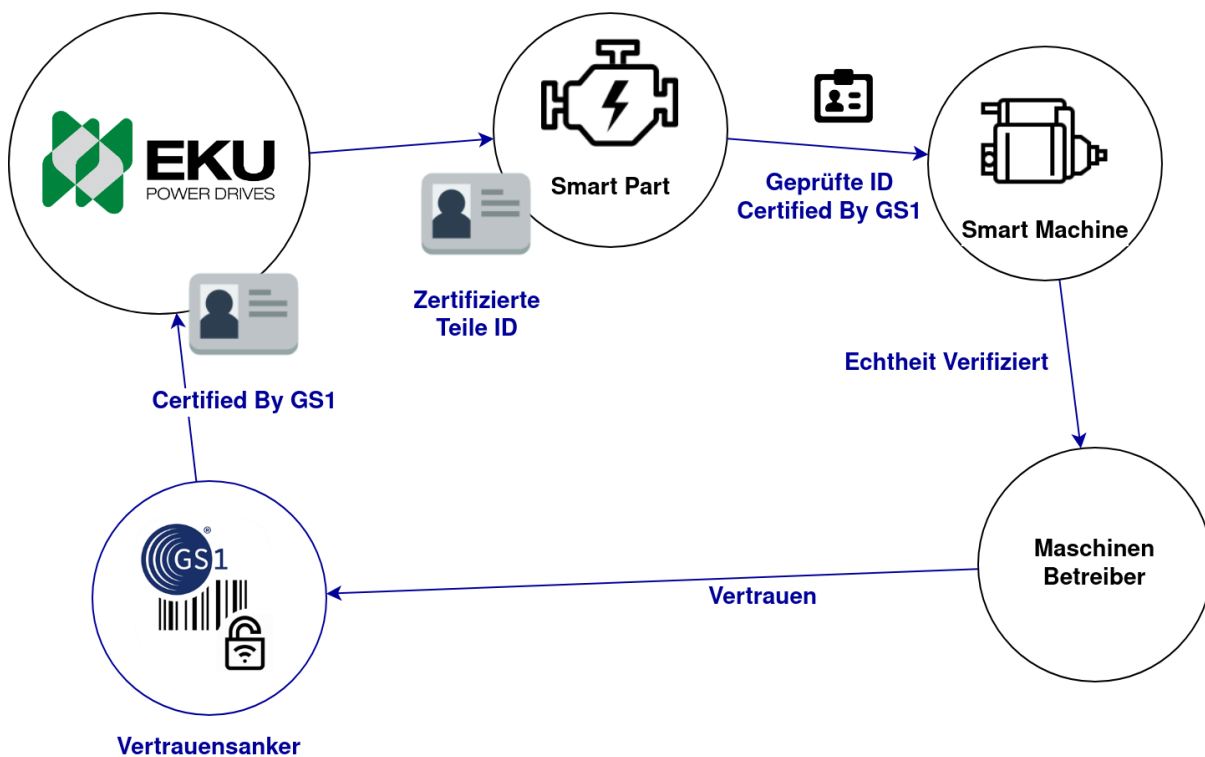 EKU
POWER DRIVES
Smart Part
Geprüfte ID
Certified By GS1
Smart Machine
Zertifizierte
Teile ID
Echtheit Verifiziert
Certified By GS1
GS1
®
Maschinen
Betreiber
Vertrauen
Vertrauensanker